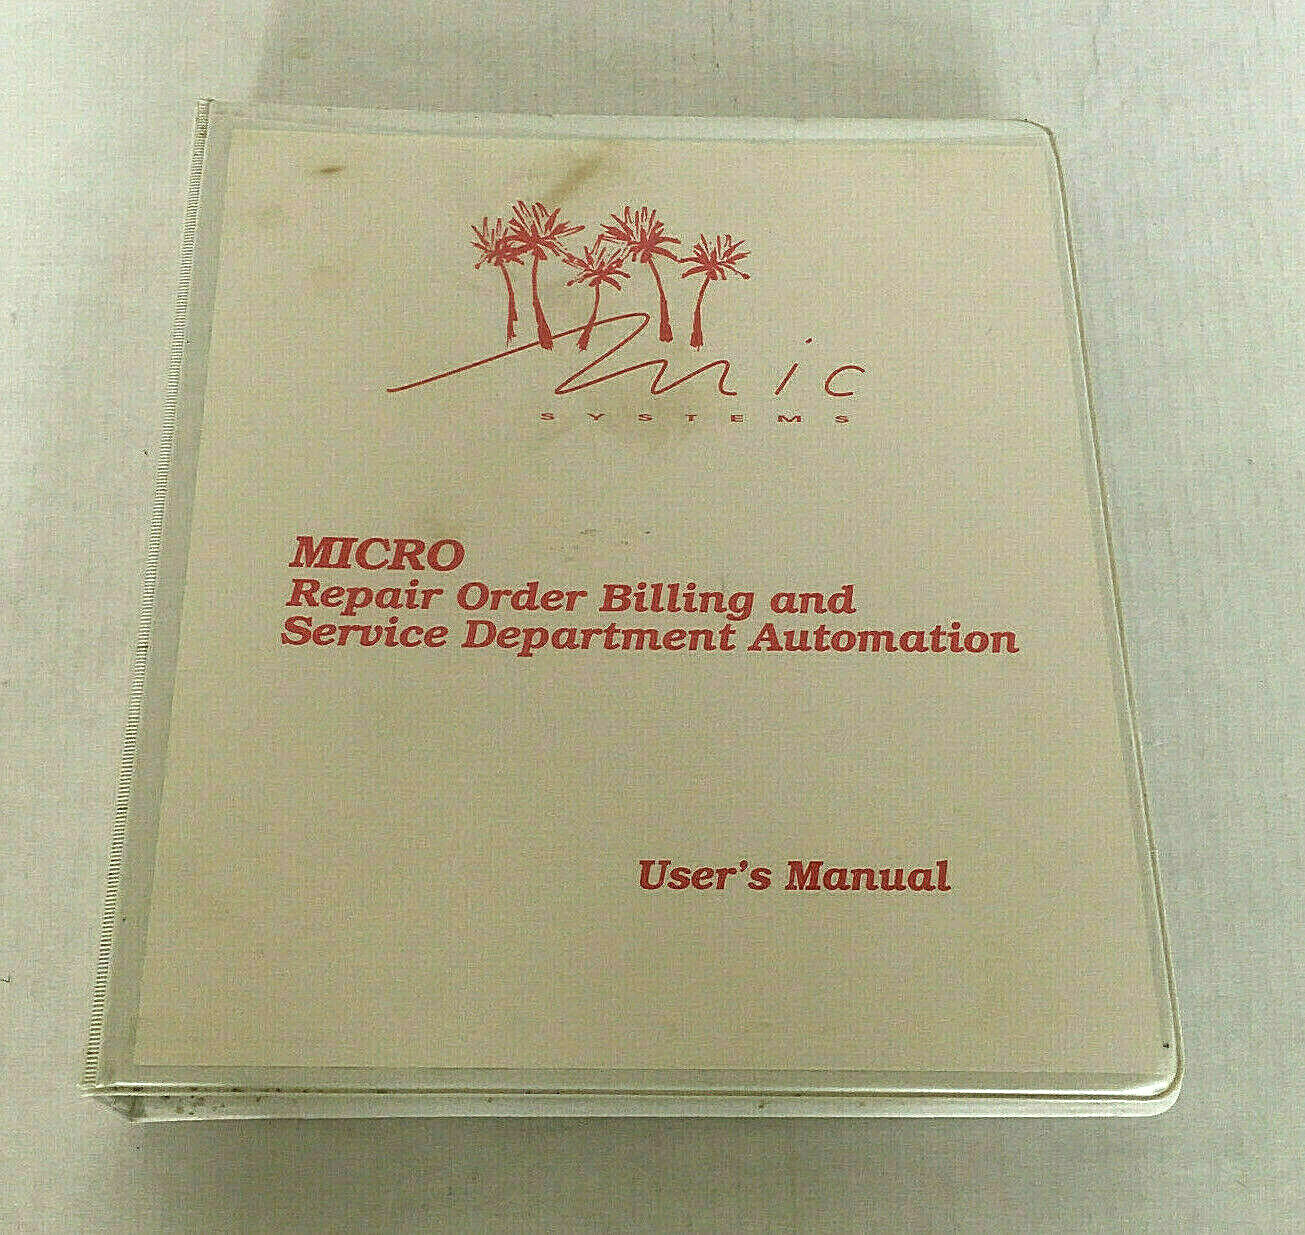 mic
SYSTEMS
MICRO
Repair Order Billing and
Service Department Automation
User's Manual